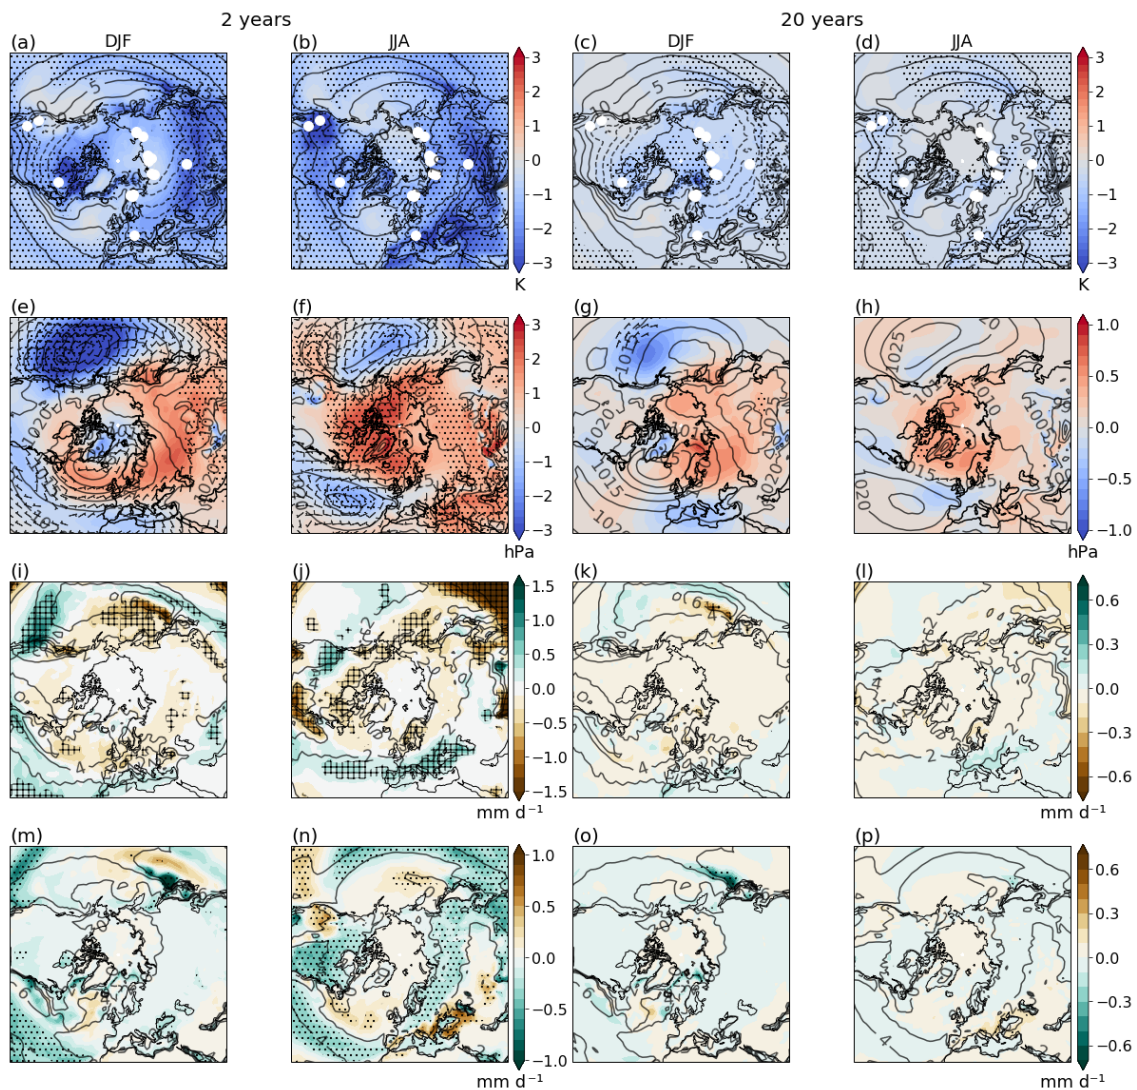 2 years
20 years
(a)
DJF
(b)
JJA
(c)
DJF
(d)
JJA
3
2
1
0
−1
−2
−3
K
3
2
1
0
−1
−2
−3
K
(e)
(f)
(g)
(h)
3
2
1
0
−1
−2
−3
hPa
1.0
0.5
0.0
−0.5
−1.0
hPa
(i)
(j)
(k)
(l)
1.5
1.0
0.5
0.0
−0.5
−1.0
−1.5
mm d⁻¹
0.6
0.3
0.0
−0.3
−0.6
mm d⁻¹
(m)
(n)
(o)
(p)
1.0
0.5
0.0
−0.5
−1.0
mm d⁻¹
0.6
0.3
0.0
−0.3
−0.6
mm d⁻¹